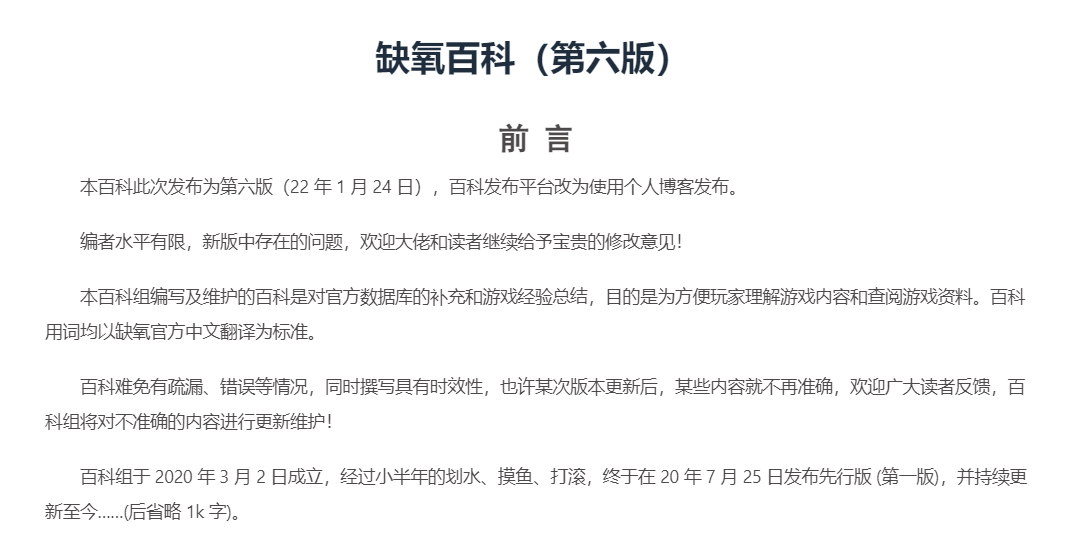 缺氧百科（第六版）
前 言
本百科此次发布为第六版（22 年 1 月 24 日），百科发布平台改为使用个人博客发布。
编者水平有限，新版中存在的问题，欢迎大佬和读者继续给予宝贵的修改意见！
本百科组编写及维护的百科是对官方数据库的补充和游戏经验总结，目的是为方便玩家理解游戏内容和查阅游戏资料。百科
用词均以缺氧官方中文翻译为标准。
百科难免有疏漏、错误等情况，同时撰写具有时效性，也许某次版本更新后，某些内容就不再准确，欢迎广大读者反馈，百
科组将对不准确的内容进行更新维护！
百科组于 2020 年 3 月 2 日成立，经过小半年的划水、摸鱼、打滚，终于在 20 年 7 月 25 日发布先行版 (第一版)，并持续更
新至今......(后省略 1k 字)。